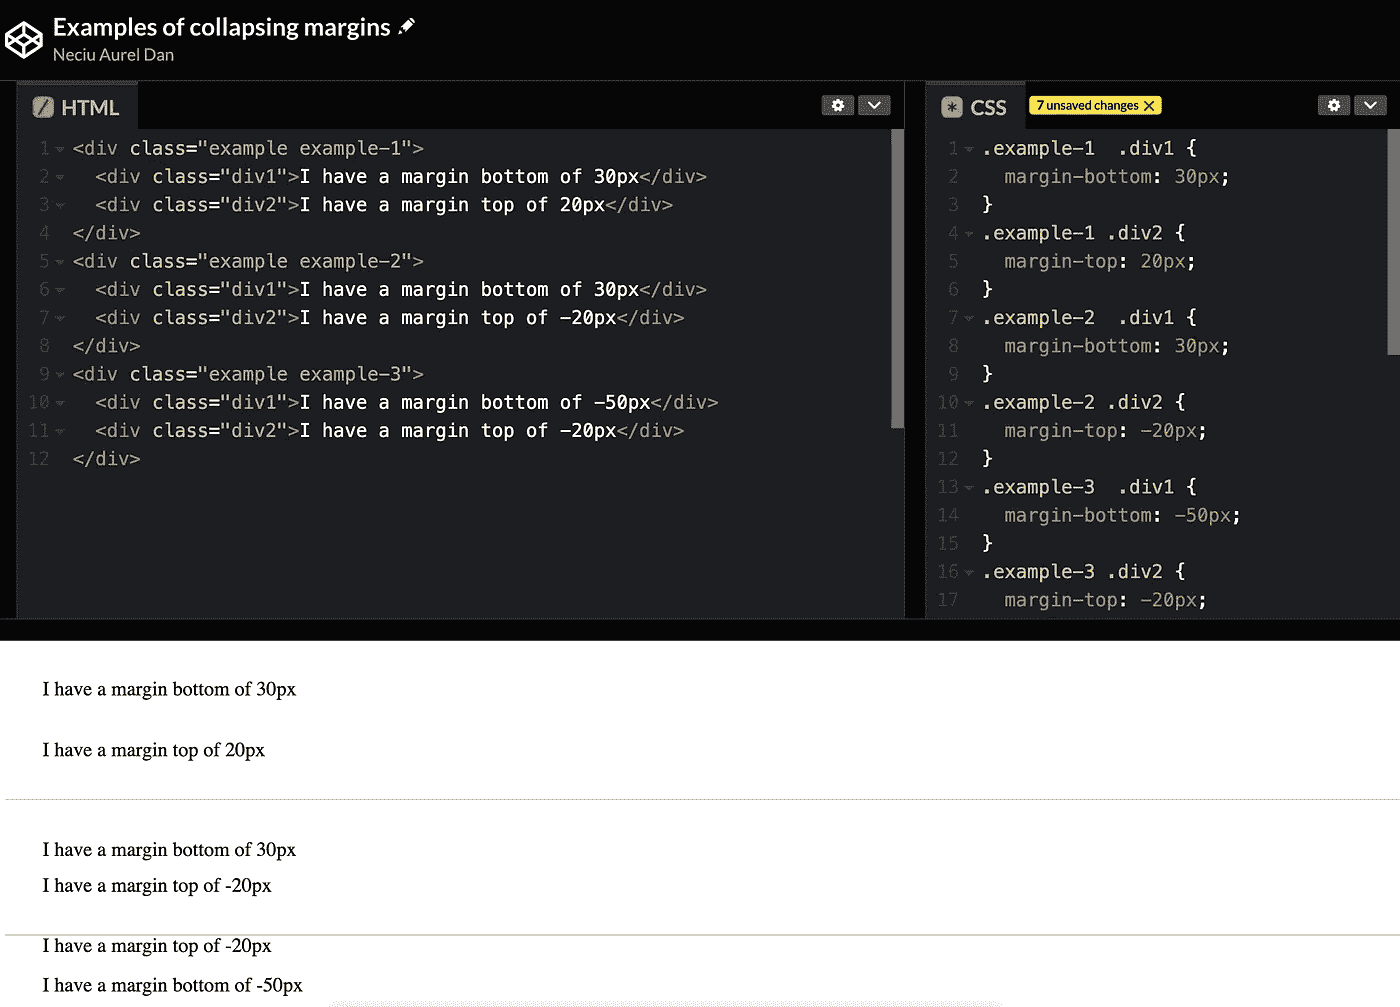 Examples of collapsing margins
Neciu Aurel Dan
HTML
1 <div class="example example-1">
2 <div class="div1">I have a margin bottom of 30px</div>
3 <div class="div2">I have a margin top of 20px</div>
4 </div>
5 <div class="example example-2">
6 <div class="div1">I have a margin bottom of 30px</div>
7 <div class="div2">I have a margin top of -20px</div>
8 </div>
9 <div class="example example-3">
10 <div class="div1">I have a margin bottom of -50px</div>
11 <div class="div2">I have a margin top of -20px</div>
12 </div>
CSS
7 unsaved changes X
1 .example-1  .div1 {
2 margin-bottom: 30px;
3 }
4 .example-1 .div2 {
5 margin-top: 20px;
6 }
7 .example-2  .div1 {
8 margin-bottom: 30px;
9 }
10 .example-2 .div2 {
11 margin-top: -20px;
12 }
13 .example-3  .div1 {
14 margin-bottom: -50px;
15 }
16 .example-3 .div2 {
17 margin-top: -20px;
I have a margin bottom of 30px
I have a margin top of 20px
I have a margin bottom of 30px
I have a margin top of -20px
I have a margin top of -20px
I have a margin bottom of -50px